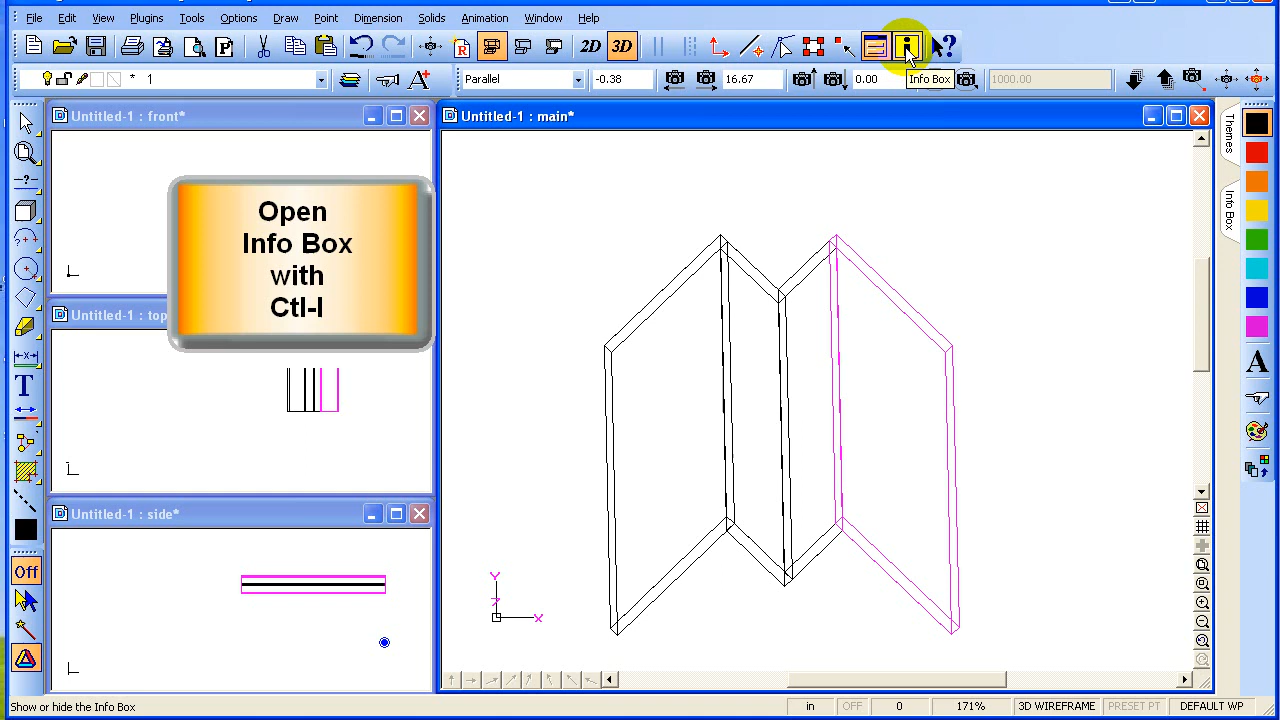 File Edit View Plugins Tools Options Draw Point Dimension Solids Animation Window Help
2D 3D
* 1 Parallel -0.38 16.67 0.00 Info Box 1000.00
Untitled-1 : front*
Untitled-1 : main*
Themes
Info Box
Open
Info Box
with
Ctl-I
Untitled-1 : top
Untitled-1 : side*
Off
Y
Z
X
Show or hide the Info Box
in OFF 0 171% 3D WIREFRAME PRESET PT DEFAULT WP